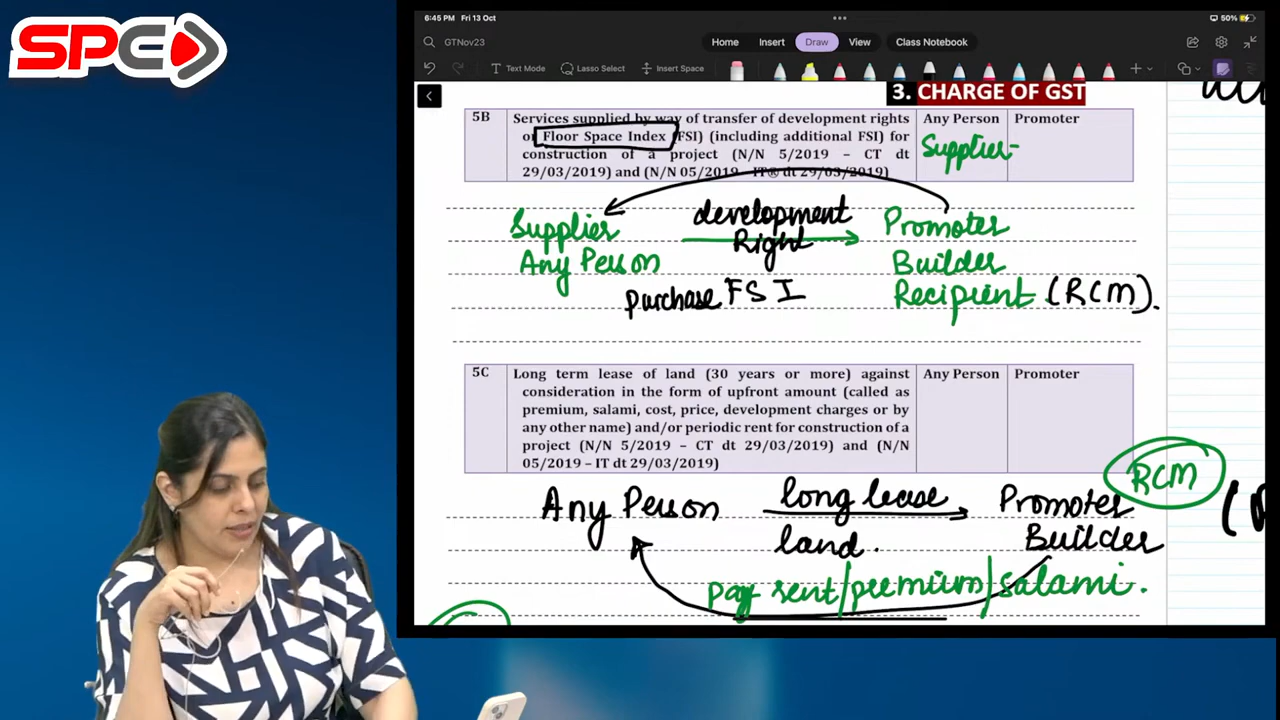 SPC
6:45 PM Fri 13 Oct
50%
GTNov23
Home Insert Draw View Class Notebook
Text Mode Lasso Select Insert Space
3. CHARGE OF GST
5B Services supplied by way of transfer of development rights Any Person Promoter
or Floor Space Index (FSI) (including additional FSI) for
construction of a project (N/N 5/2019 – CT dt
29/03/2019) and (N/N 05/2019 – IT® dt 29/03/2019)
Supplier-
Supplier development Right Promoter
Any Person Builder
purchase FSI Recipient (RCM).
5C Long term lease of land (30 years or more) against Any Person Promoter
consideration in the form of upfront amount (called as
premium, salami, cost, price, development charges or by
any other name) and/or periodic rent for construction of a
project (N/N 5/2019 – CT dt 29/03/2019) and (N/N
05/2019 – IT dt 29/03/2019)
RCM
Any Person long lease Promoter
land. Builder
pay rent/premium/salami.